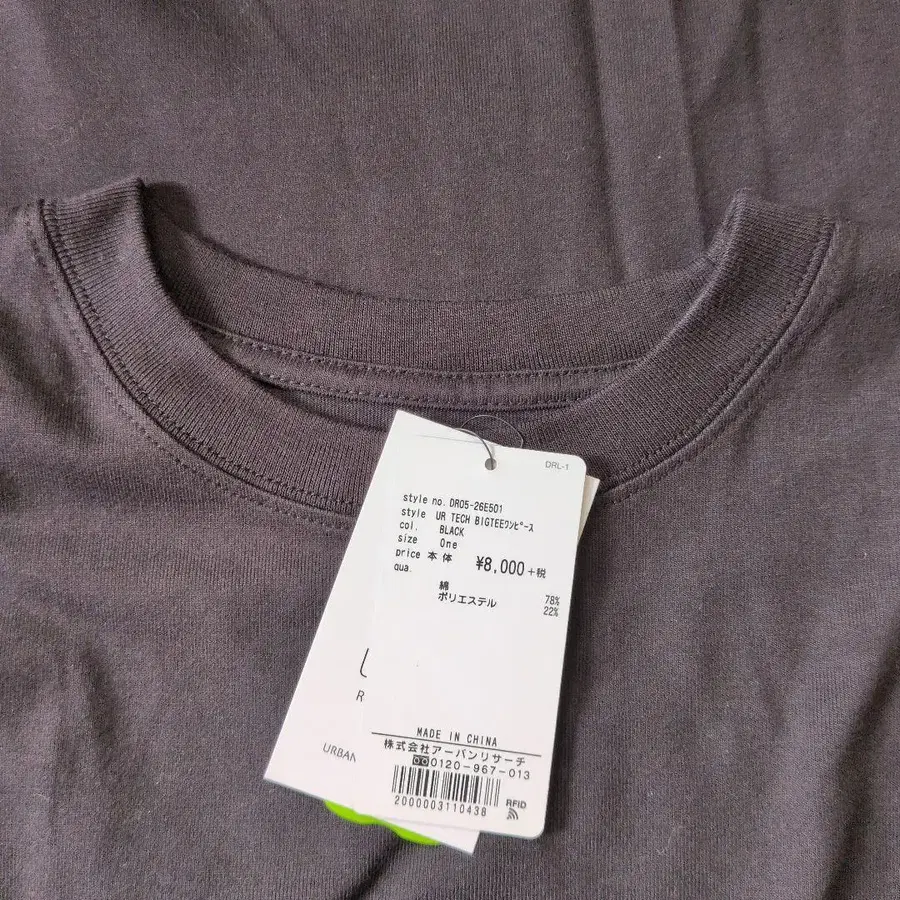 DRL-1
style no. DR05-26E501
style UR TECH BIGTEEﾜﾝﾋﾟｰｽ
col. BLACK
size One
price 本体 ¥8,000 +税
qua.
綿 78%
ポリエステル 22%
MADE IN CHINA
株式会社アーバンリサーチ
0120-967-013
2000003110438
RFID
U
R
URBAN